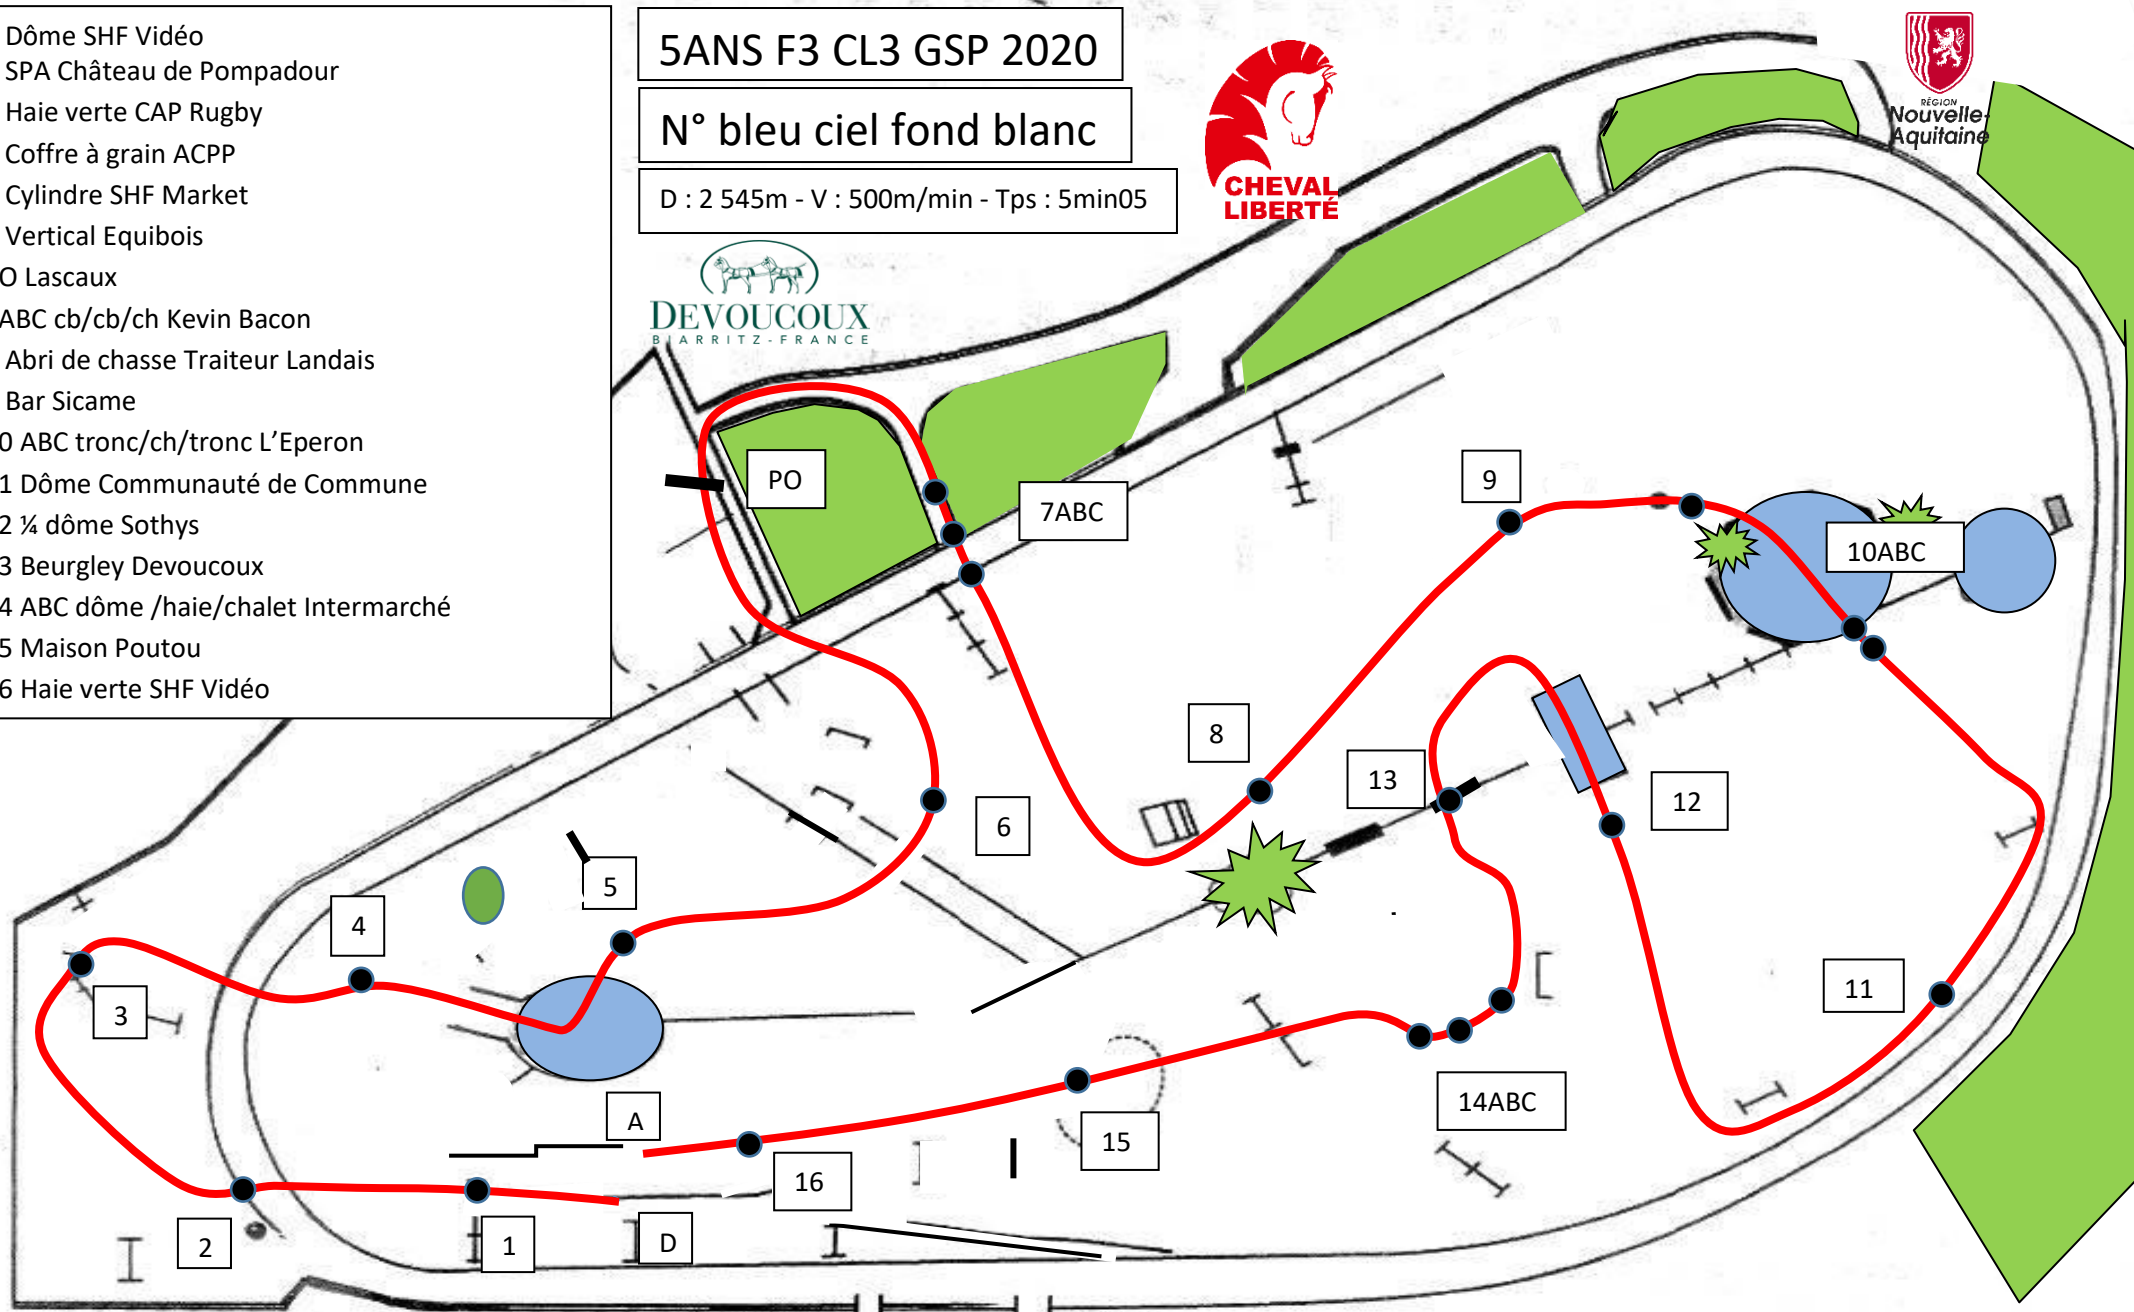 Dôme SHF Vidéo
SPA Château de Pompadour
Haie verte CAP Rugby
Coffre à grain ACPP
Cylindre SHF Market
Vertical Equibois
O Lascaux
ABC cb/cb/ch Kevin Bacon
Abri de chasse Traiteur Landais
Bar Sicame
0 ABC tronc/ch/tronc L’Eperon
1 Dôme Communauté de Commune
2 ¼ dôme Sothys
3 Beurgley Devoucoux
4 ABC dôme /haie/chalet Intermarché
5 Maison Poutou
6 Haie verte SHF Vidéo
5ANS F3 CL3 GSP 2020
N° bleu ciel fond blanc
D : 2 545m - V : 500m/min - Tps : 5min05
CHEVAL
LIBERTÉ
RÉGION
Nouvelle-
Aquitaine
DEVOUCOUX
BIARRITZ-FRANCE
PO
7ABC
9
10ABC
8
13
12
6
5
4
3
11
14ABC
A
15
16
2
1
D